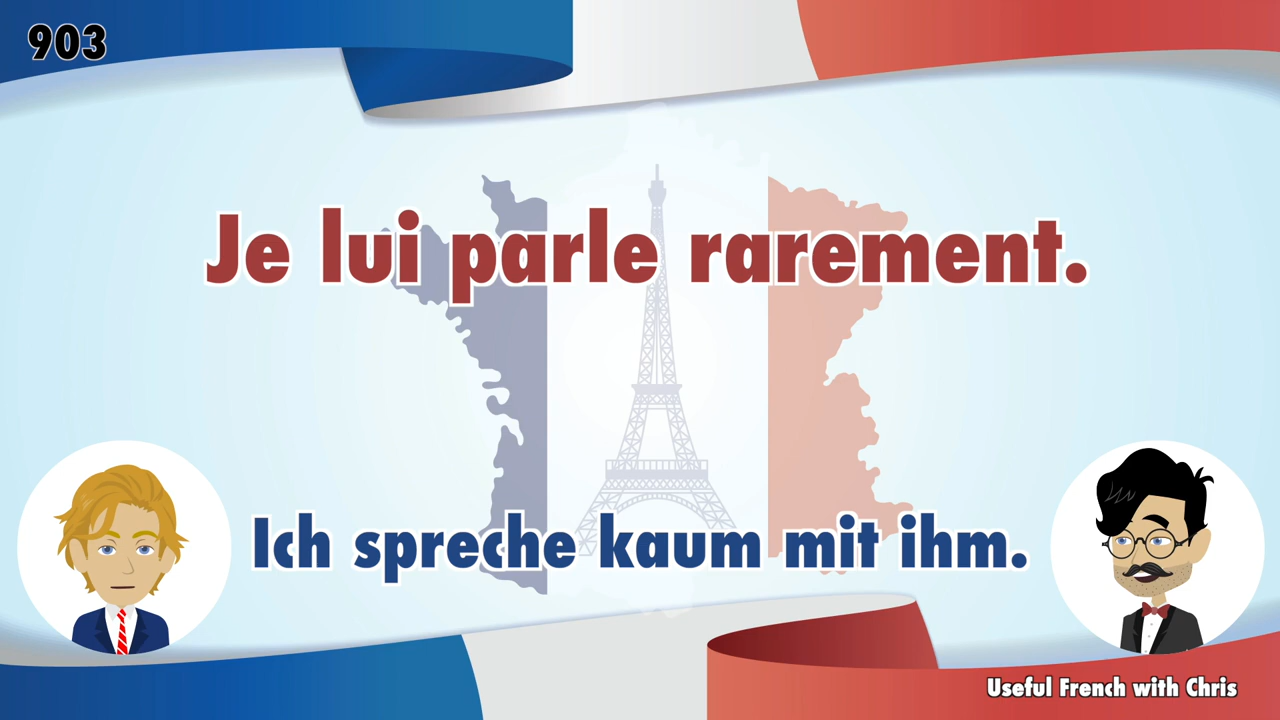 903
Je lui parle rarement.
Ich spreche kaum mit ihm.
Useful French with Chris